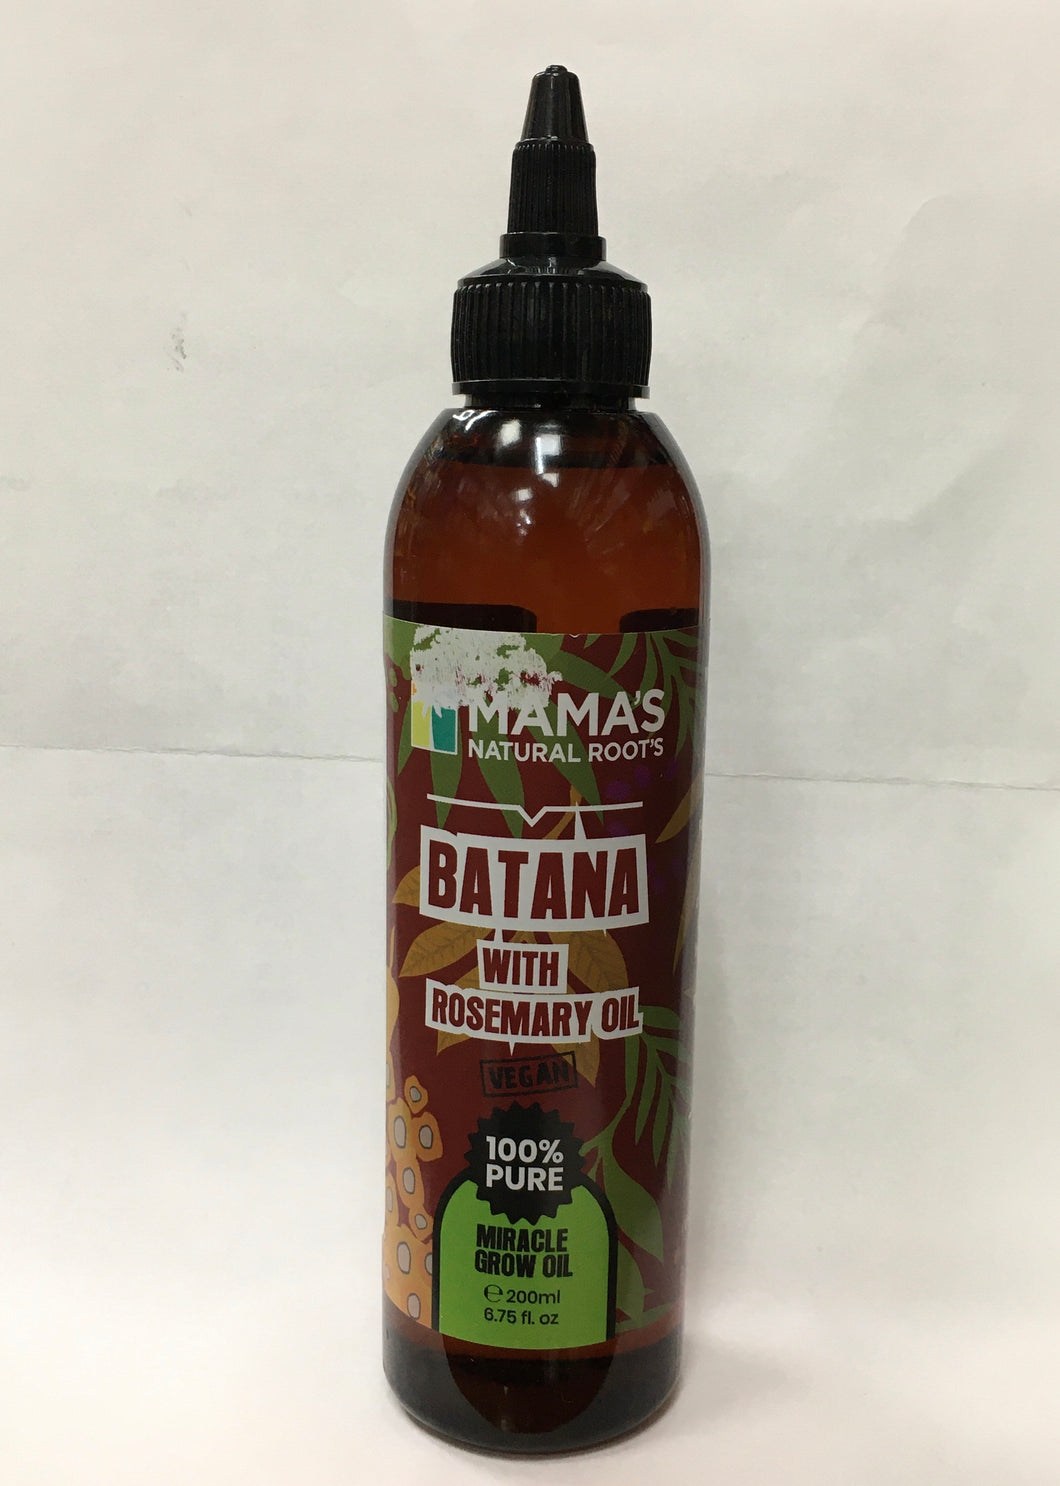 MAMA'S
NATURAL ROOT'S
BATANA
WITH
ROSEMARY OIL
VEGAN
100%
PURE
MIRACLE
GROW OIL
℮ 200ml
6.75 fl. oz